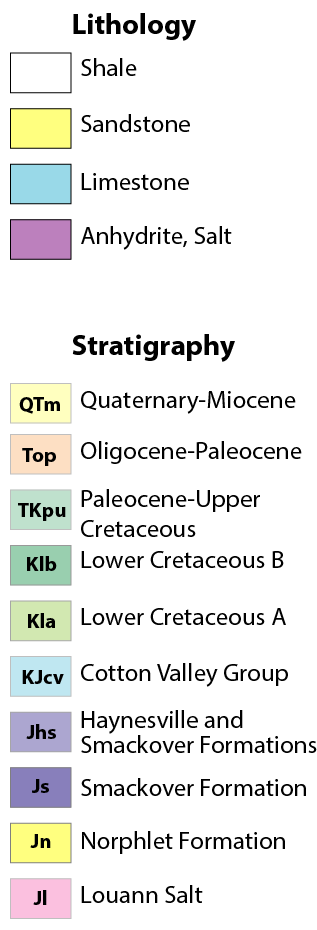 Lithology
Shale
Sandstone
Limestone
Anhydrite, Salt
Stratigraphy
QTm Quaternary-Miocene
Top Oligocene-Paleocene
TKpu Paleocene-Upper
Cretaceous
Klb Lower Cretaceous B
Kla Lower Cretaceous A
KJcv Cotton Valley Group
Jhs Haynesville and
Smackover Formations
Js Smackover Formation
Jn Norphlet Formation
Jl Louann Salt